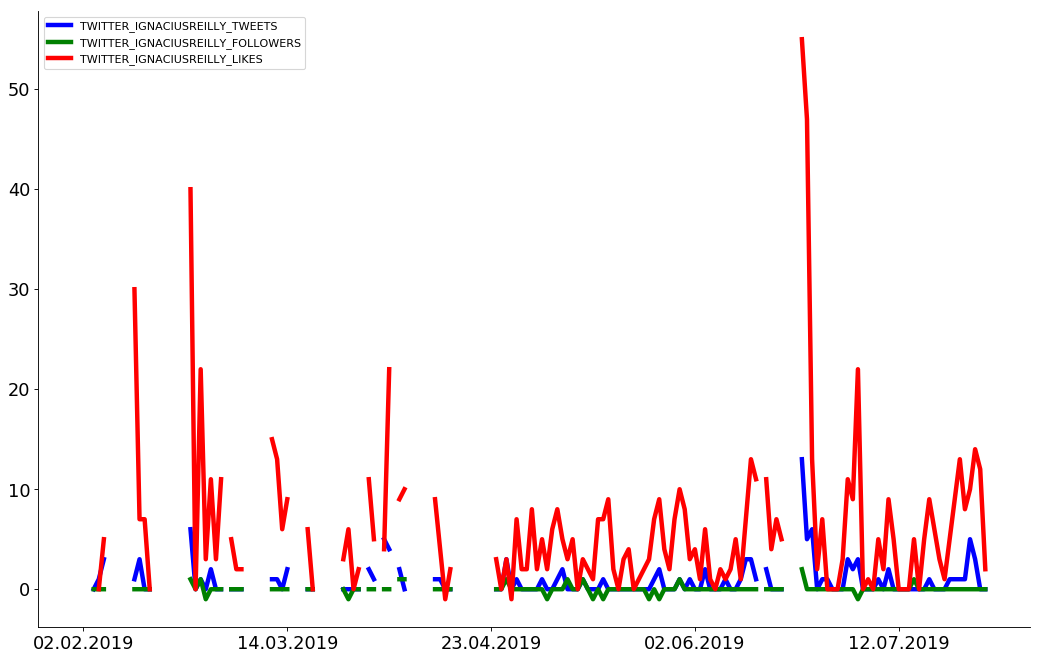 TWITTER_IGNACIUSREILLY_TWEETS
TWITTER_IGNACIUSREILLY_FOLLOWERS
TWITTER_IGNACIUSREILLY_LIKES
50
40
30
20
10
0
02.02.2019 14.03.2019 23.04.2019 02.06.2019 12.07.2019